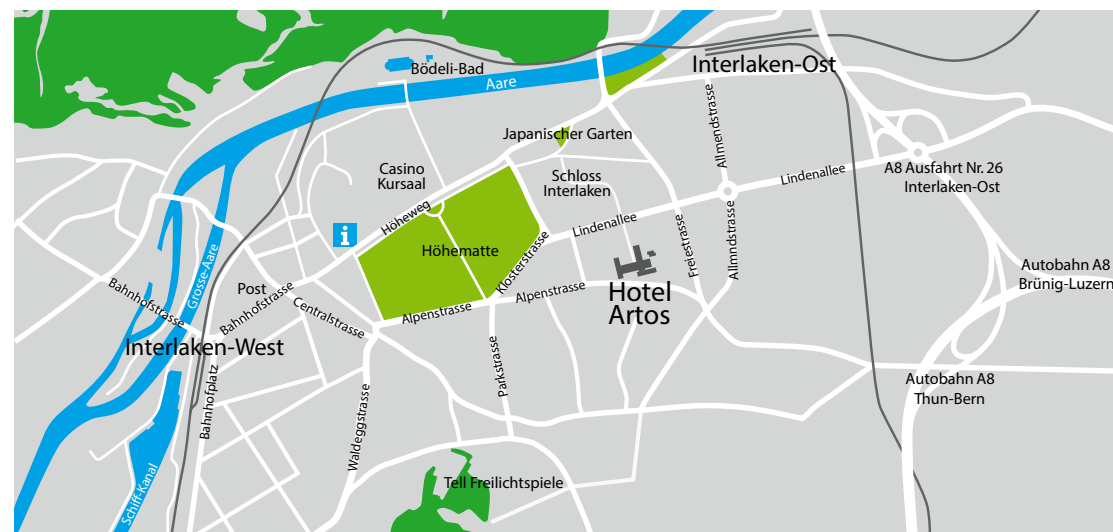 Bödeli-Bad
Aare
Interlaken-Ost
Japanischer Garten
Casino
Kursaal
Schloss
Interlaken
Allmendstrasse
Lindenallee
A8 Ausfahrt Nr. 26
Interlaken-Ost
Höheweg
Höhematte
Klosterstrasse
Lindenallee
Freiestrasse
Allmndstrasse
i
Grosse-Aare
Bahnhofstrasse
Post
Bahnhofstrasse
Centralstrasse
Alpenstrasse
Alpenstrasse
Hotel
Artos
Autobahn A8
Brünig-Luzern
Interlaken-West
Bahnhofplatz
Parkstrasse
Waldeggstrasse
Autobahn A8
Thun-Bern
Schiff-Kanal
Tell Freilichtspiele